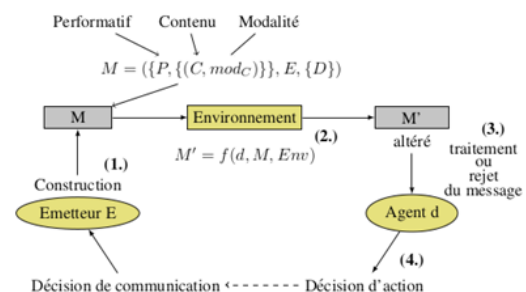 Performatif Contenu Modalité
M = ({P, {(C, mod_C)}}, E, {D})
M Environnement M'
(2.)
altéré
(3.)
traitement
ou
rejet
du message
M' = f(d, M, Env)
(1.)
Construction
Emetteur E
Agent d
(4.)
Décision de communication Décision d'action